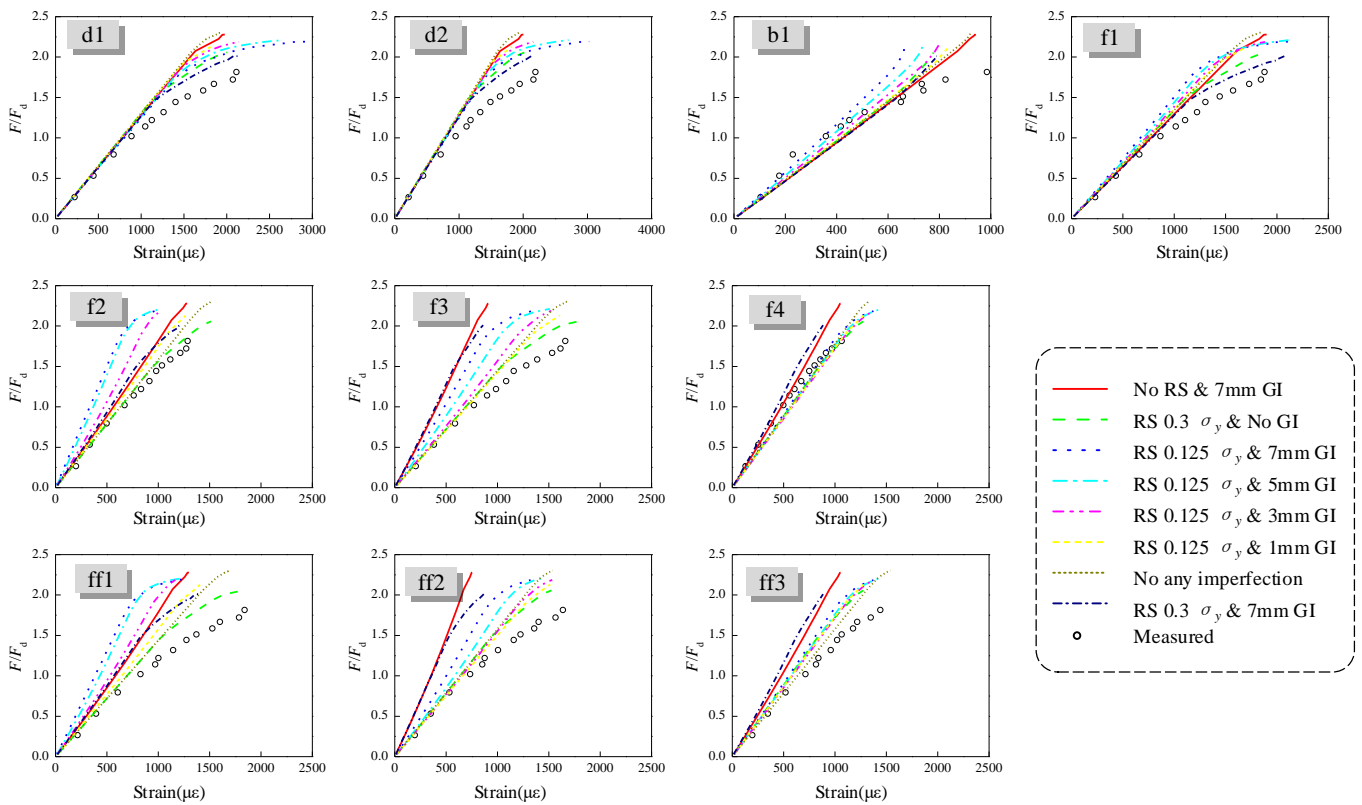 d1
2.5
2.0
1.5
1.0
0.5
0.0
F/Fd
0 500 1000 1500 2000 2500 3000
Strain(με)
d2
2.5
2.0
1.5
1.0
0.5
0.0
F/Fd
0 1000 2000 3000 4000
Strain(με)
b1
2.5
2.0
1.5
1.0
0.5
0.0
F/Fd
0 200 400 600 800 1000
Strain(με)
f1
2.5
2.0
1.5
1.0
0.5
0.0
F/Fd
0 500 1000 1500 2000 2500
Strain(με)
f2
2.5
2.0
1.5
1.0
0.5
0.0
F/Fd
0 500 1000 1500 2000 2500
Strain(με)
f3
2.5
2.0
1.5
1.0
0.5
0.0
F/Fd
0 500 1000 1500 2000 2500
Strain(με)
f4
2.5
2.0
1.5
1.0
0.5
0.0
F/Fd
0 500 1000 1500 2000 2500
Strain(με)
No RS & 7mm GI
RS 0.3 σy & No GI
RS 0.125 σy & 7mm GI
RS 0.125 σy & 5mm GI
RS 0.125 σy & 3mm GI
RS 0.125 σy & 1mm GI
No any imperfection
RS 0.3 σy & 7mm GI
Measured
ff1
2.5
2.0
1.5
1.0
0.5
0.0
F/Fd
0 500 1000 1500 2000 2500
Strain(με)
ff2
2.5
2.0
1.5
1.0
0.5
0.0
F/Fd
0 500 1000 1500 2000 2500
Strain(με)
ff3
2.5
2.0
1.5
1.0
0.5
0.0
F/Fd
0 500 1000 1500 2000 2500
Strain(με)